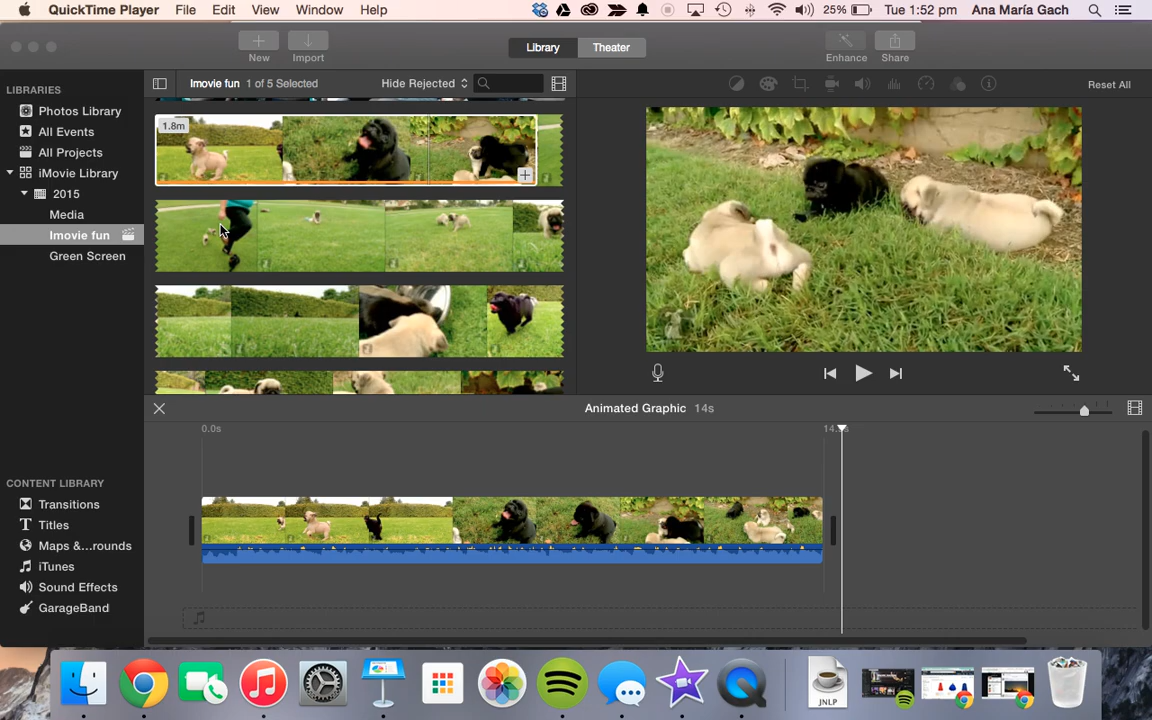 QuickTime Player File Edit View Window Help 25% Tue 1:52 pm Ana María Gach
New Import Library Theater Enhance Share
LIBRARIES
Photos Library
All Events
All Projects
iMovie Library
2015
Media
Imovie fun
Green Screen
Imovie fun 1 of 5 Selected Hide Rejected
Reset All
1.8m
Animated Graphic 14s
0.0s
CONTENT LIBRARY
Transitions
Titles
Maps &...rounds
iTunes
Sound Effects
GarageBand
JNLP